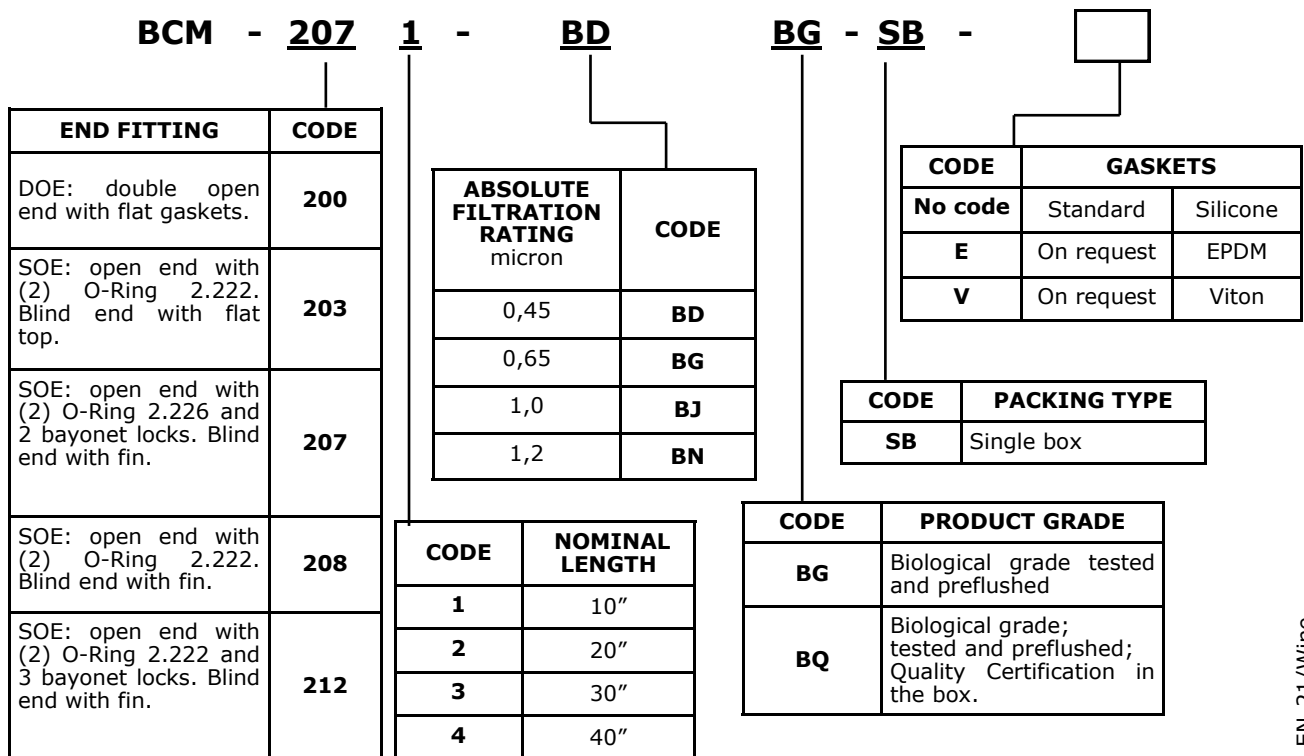 BCM - 207 1 - BD BG - SB -
END FITTING CODE
DOE: double open
end with flat gaskets.
200
SOE: open end with
(2) O-Ring 2.222.
Blind end with flat
top.
203
SOE: open end with
(2) O-Ring 2.226 and
2 bayonet locks. Blind
end with fin.
207
SOE: open end with
(2) O-Ring 2.222.
Blind end with fin.
208
SOE: open end with
(2) O-Ring 2.222 and
3 bayonet locks. Blind
end with fin.
212
ABSOLUTE
FILTRATION
RATING
micron
CODE
0,45 BD
0,65 BG
1,0 BJ
1,2 BN
CODE NOMINAL
LENGTH
1 10″
2 20″
3 30″
4 40″
CODE GASKETS
No code Standard Silicone
E On request EPDM
V On request Viton
CODE PACKING TYPE
SB Single box
CODE PRODUCT GRADE
BG
Biological grade tested
and preflushed
BQ
Biological grade;
tested and preflushed;
Quality Certification in
the box.